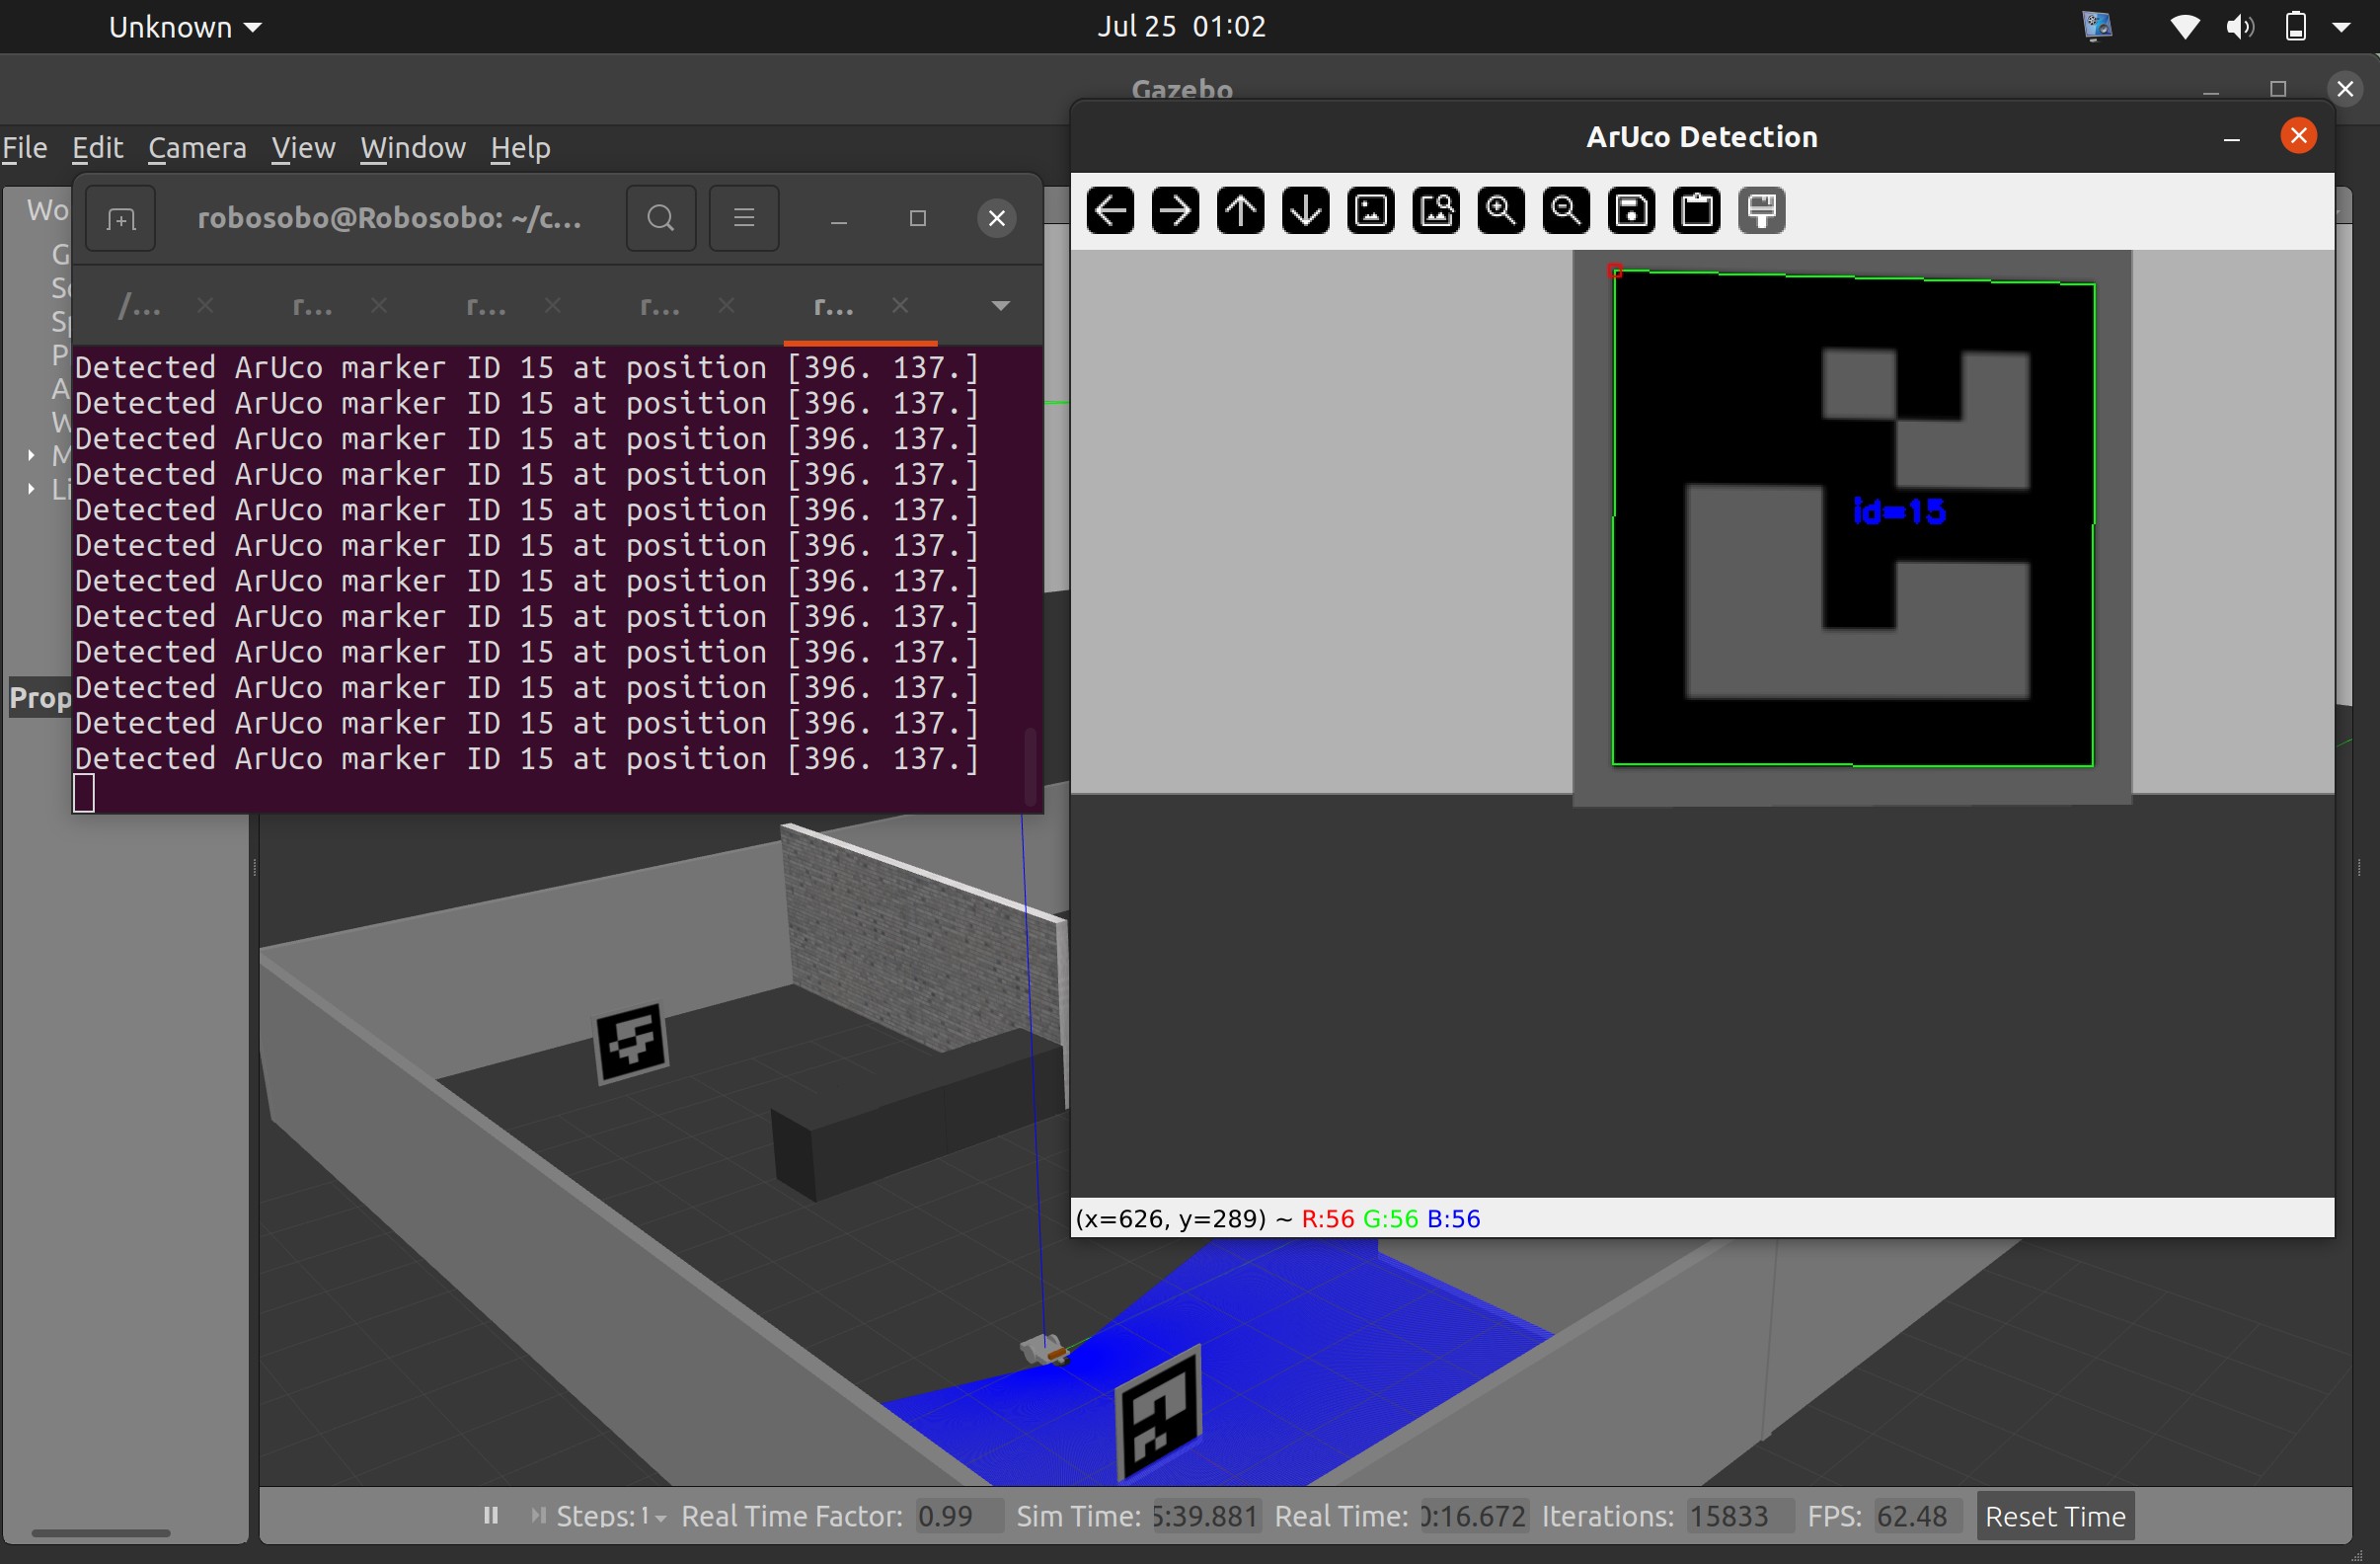 Unknown
Jul 25 01:02
Gazebo
File Edit Camera View Window Help
ArUco Detection
robosobo@Robosobo: ~/c...
/... r... r... r... r...
Detected ArUco marker ID 15 at position [396. 137.]
Detected ArUco marker ID 15 at position [396. 137.]
Detected ArUco marker ID 15 at position [396. 137.]
Detected ArUco marker ID 15 at position [396. 137.]
Detected ArUco marker ID 15 at position [396. 137.]
Detected ArUco marker ID 15 at position [396. 137.]
Detected ArUco marker ID 15 at position [396. 137.]
Detected ArUco marker ID 15 at position [396. 137.]
Detected ArUco marker ID 15 at position [396. 137.]
Detected ArUco marker ID 15 at position [396. 137.]
Detected ArUco marker ID 15 at position [396. 137.]
Detected ArUco marker ID 15 at position [396. 137.]
Wo
G
Sc
Sp
P
A
W
M
Li
Prop
id=15
(x=626, y=289) ~ R:56 G:56 B:56
Steps: 1 Real Time Factor: 0.99 Sim Time: 5:39.881 Real Time: 0:16.672 Iterations: 15833 FPS: 62.48 Reset Time